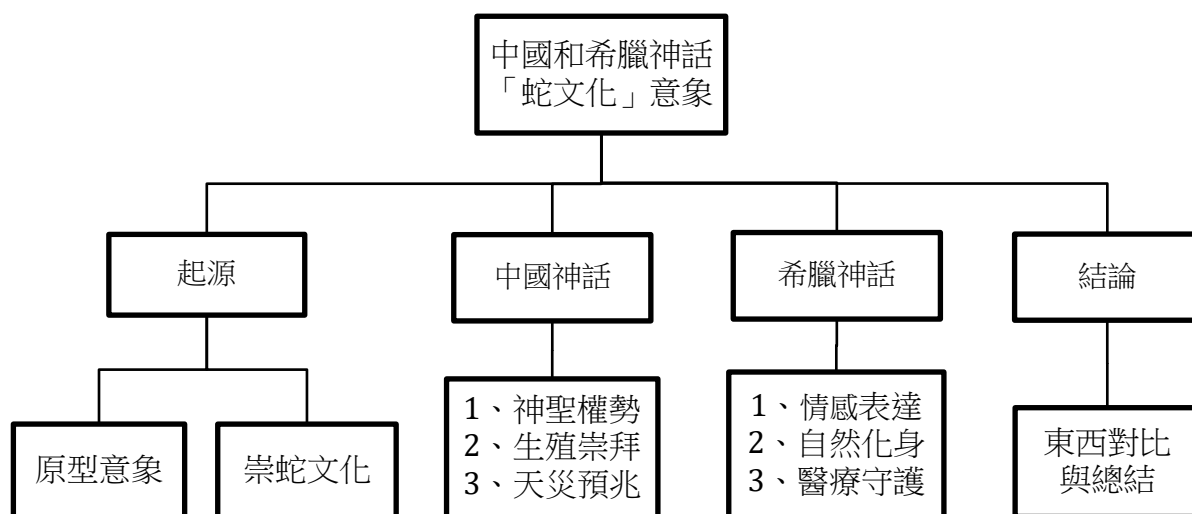 中國和希臘神話
「蛇文化」意象
起源
中國神話
希臘神話
結論
原型意象
崇蛇文化
1、神聖權勢
2、生殖崇拜
3、天災預兆
1、情感表達
2、自然化身
3、醫療守護
東西對比
與總結